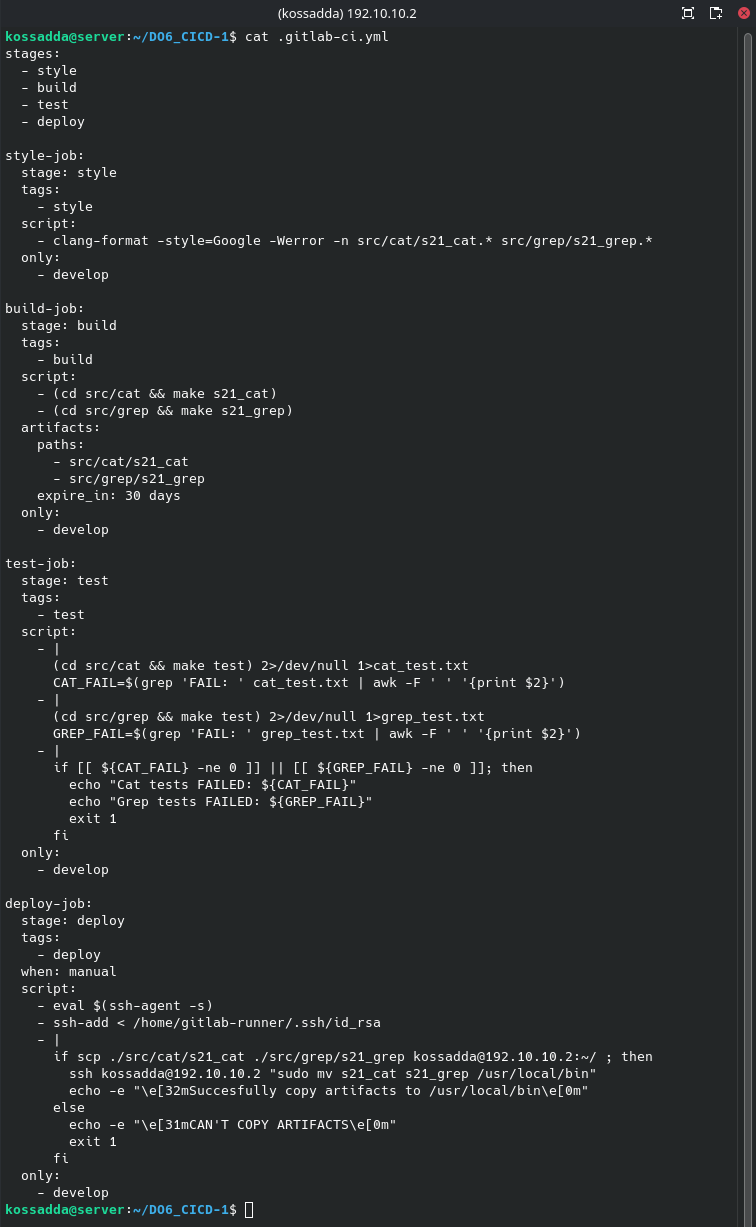 (kossadda) 192.10.10.2
kossadda@server:~/DO6_CICD-1$ cat .gitlab-ci.yml
stages:
  - style
  - build
  - test
  - deploy

style-job:
  stage: style
  tags:
    - style
  script:
    - clang-format -style=Google -Werror -n src/cat/s21_cat.* src/grep/s21_grep.*
  only:
    - develop

build-job:
  stage: build
  tags:
    - build
  script:
    - (cd src/cat && make s21_cat)
    - (cd src/grep && make s21_grep)
  artifacts:
    paths:
      - src/cat/s21_cat
      - src/grep/s21_grep
    expire_in: 30 days
  only:
    - develop

test-job:
  stage: test
  tags:
    - test
  script:
    - |
      (cd src/cat && make test) 2>/dev/null 1>cat_test.txt
      CAT_FAIL=$(grep 'FAIL: ' cat_test.txt | awk -F ' ' '{print $2}')
    - |
      (cd src/grep && make test) 2>/dev/null 1>grep_test.txt
      GREP_FAIL=$(grep 'FAIL: ' grep_test.txt | awk -F ' ' '{print $2}')
    - |
      if [[ ${CAT_FAIL} -ne 0 ]] || [[ ${GREP_FAIL} -ne 0 ]]; then
        echo "Cat tests FAILED: ${CAT_FAIL}"
        echo "Grep tests FAILED: ${GREP_FAIL}"
        exit 1
      fi
  only:
    - develop

deploy-job:
  stage: deploy
  tags:
    - deploy
  when: manual
  script:
    - eval $(ssh-agent -s)
    - ssh-add < /home/gitlab-runner/.ssh/id_rsa
    - |
      if scp ./src/cat/s21_cat ./src/grep/s21_grep kossadda@192.10.10.2:~/ ; then
        ssh kossadda@192.10.10.2 "sudo mv s21_cat s21_grep /usr/local/bin"
        echo -e "\e[32mSuccesfully copy artifacts to /usr/local/bin\e[0m"
      else
        echo -e "\e[31mCAN'T COPY ARTIFACTS\e[0m"
        exit 1
      fi
  only:
    - develop
kossadda@server:~/DO6_CICD-1$